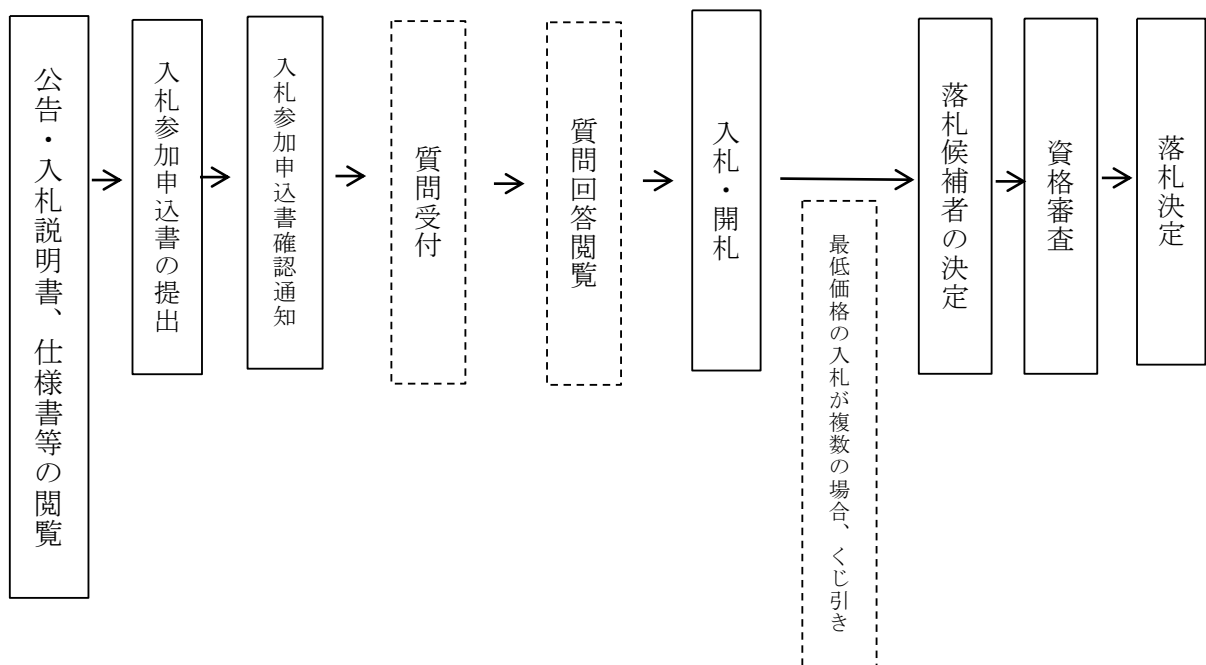 公告・入札説明書、仕様書等の閲覧
入札参加申込書の提出
入札参加申込書確認通知
質問受付
質問回答閲覧
入札・開札
最低価格の入札が複数の場合、くじ引き
落札候補者の決定
資格審査
落札決定